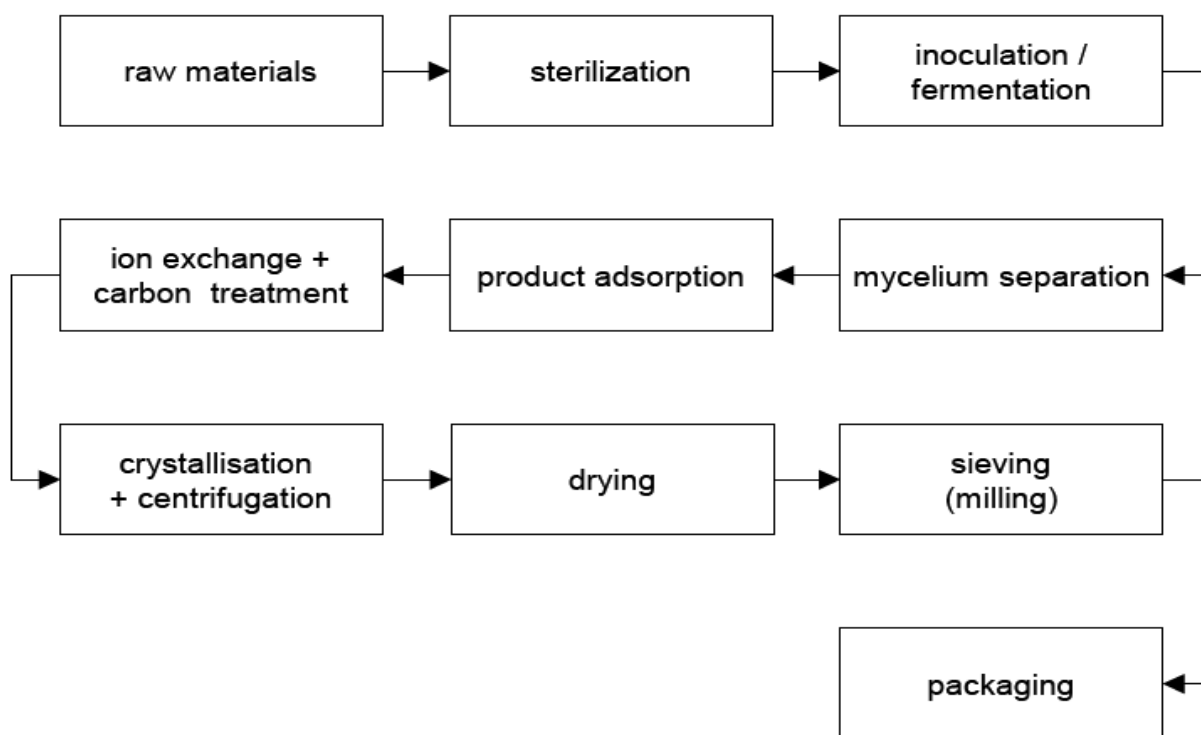 raw materials
sterilization
inoculation /
fermentation
mycelium separation
product adsorption
ion exchange +
carbon treatment
crystallisation
+ centrifugation
drying
sieving
(milling)
packaging